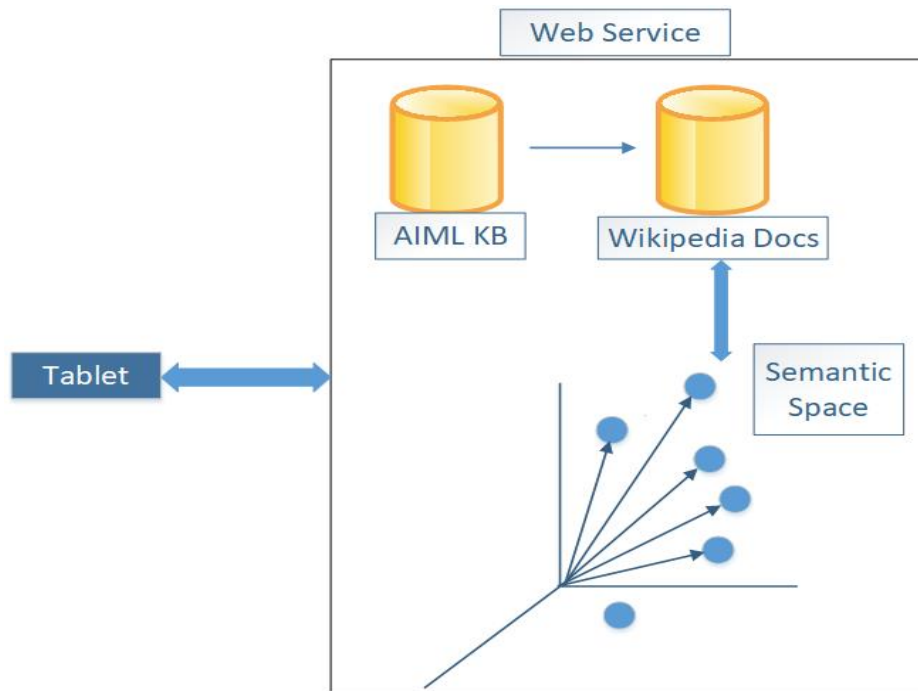 Web Service
AIML KB
Wikipedia Docs
Tablet
Semantic
Space